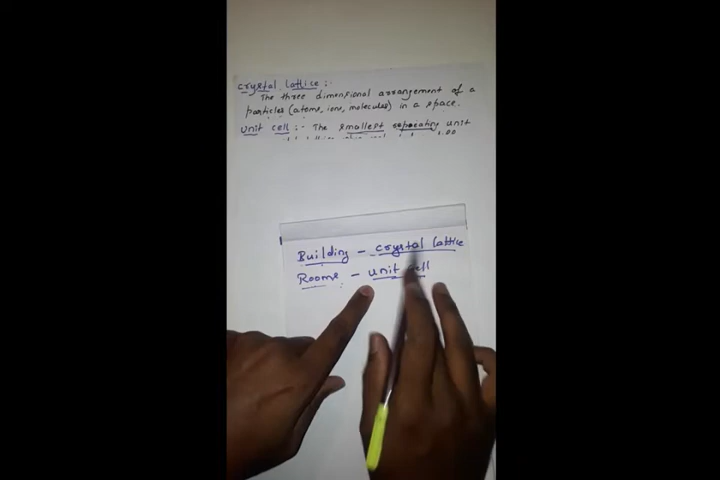 Crystal Lattice :-
The three dimensional arrangement of a
particles (atoms, ions, molecules) in a space.
Unit cell :- The smallest repeating unit
Building - crystal lattice
Rooms - unit cell